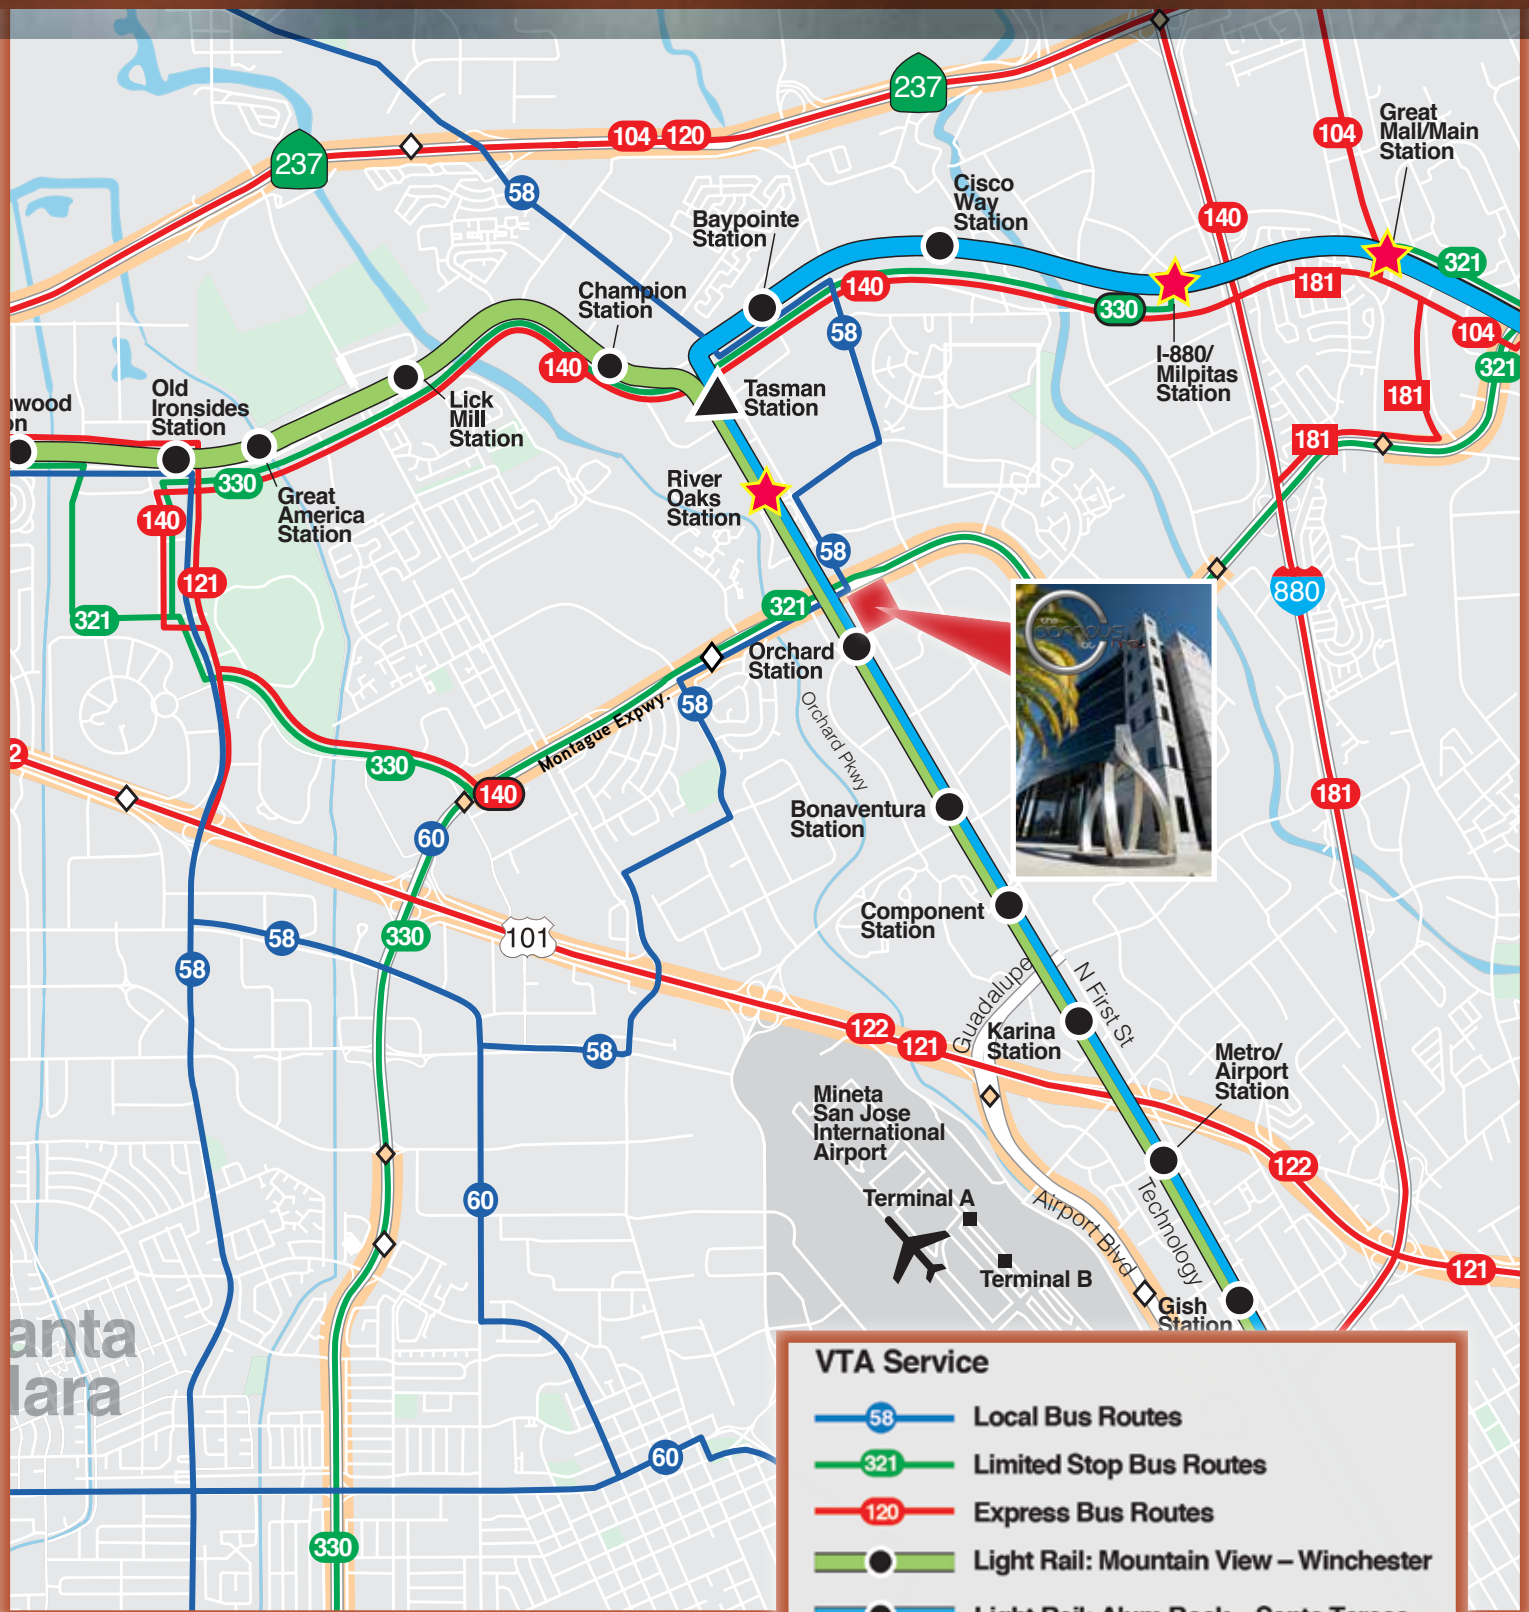 237
104
120
237
58
Great
Mall/Main
Station
104
140
Cisco
Way
Station
Baypointe
Station
321
181
Champion
Station
140
330
58
104
321
140
I-880/
Milpitas
Station
181
Old
Ironsides
Station
Lick
Mill
Station
Tasman
Station
181
330
140
Great
America
Station
River
Oaks
Station
58
121
321
321
880
the
Campus
at
Orchard
Station
58
Orchard Pkwy
Montague Expwy.
2
330
140
181
60
Bonaventura
Station
Component
Station
58
330
101
58
Guadalupe
N First St
122
121
Karina
Station
58
Metro/
Airport
Station
Mineta
San Jose
International
Airport
122
60
Terminal A
Airport Blvd
Technology
121
Terminal B
Gish
Station
anta
lara
VTA Service
58 Local Bus Routes
321 Limited Stop Bus Routes
120 Express Bus Routes
Light Rail: Mountain View – Winchester
60
330